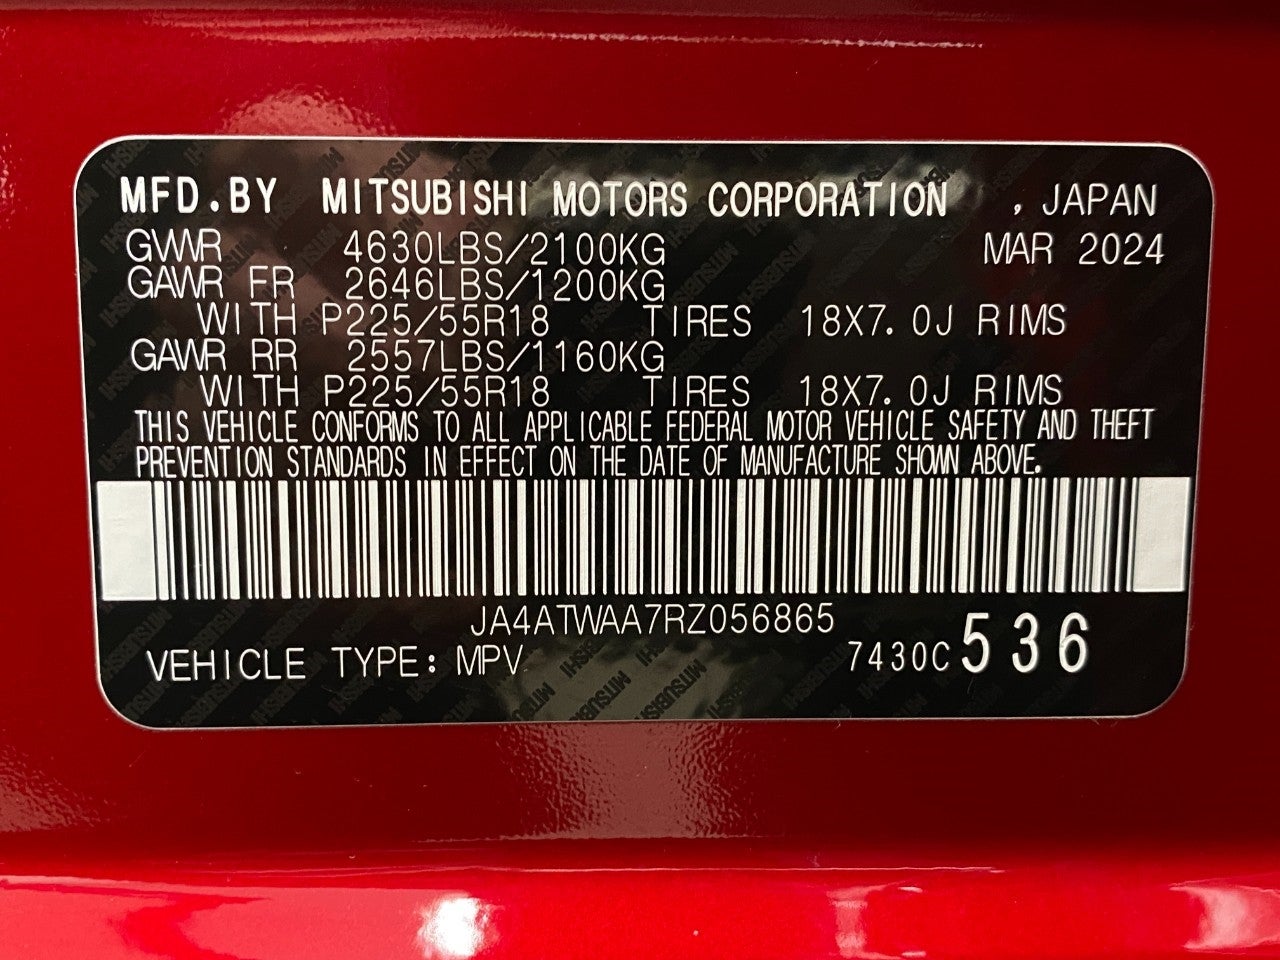 MFD.BY MITSUBISHI MOTORS CORPORATION , JAPAN
GVWR 4630LBS/2100KG MAR 2024
GAWR FR 2646LBS/1200KG
WITH P225/55R18 TIRES 18X7.0J RIMS
GAWR RR 2557LBS/1160KG
WITH P225/55R18 TIRES 18X7.0J RIMS
THIS VEHICLE CONFORMS TO ALL APPLICABLE FEDERAL MOTOR VEHICLE SAFETY AND THEFT
PREVENTION STANDARDS IN EFFECT ON THE DATE OF MANUFACTURE SHOWN ABOVE.
JA4ATWAA7RZ056865
VEHICLE TYPE: MPV 7430C 536